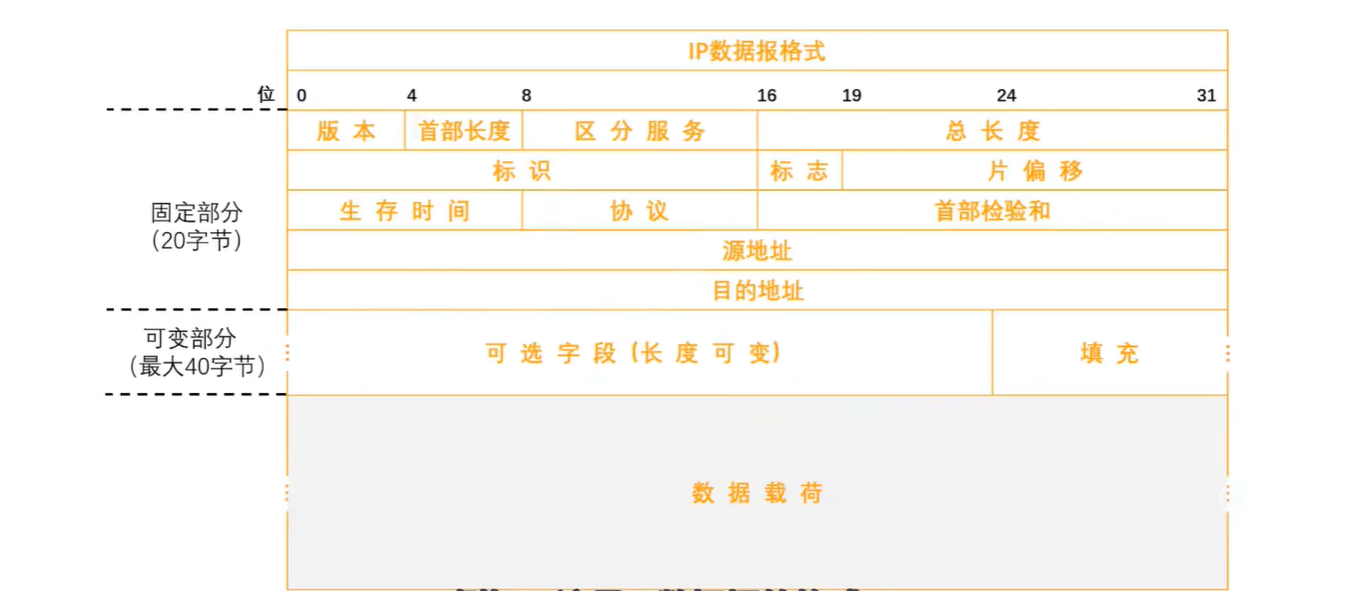 IP数据报格式
位 0 4 8 16 19 24 31
版 本 首部长度 区 分 服 务 总 长 度
标 识 标 志 片 偏 移
固定部分
(20字节)
生 存 时 间 协 议 首部检验和
源地址
目的地址
可变部分
(最大40字节)
可 选 字 段 (长 度 可 变) 填 充
数 据 载 荷